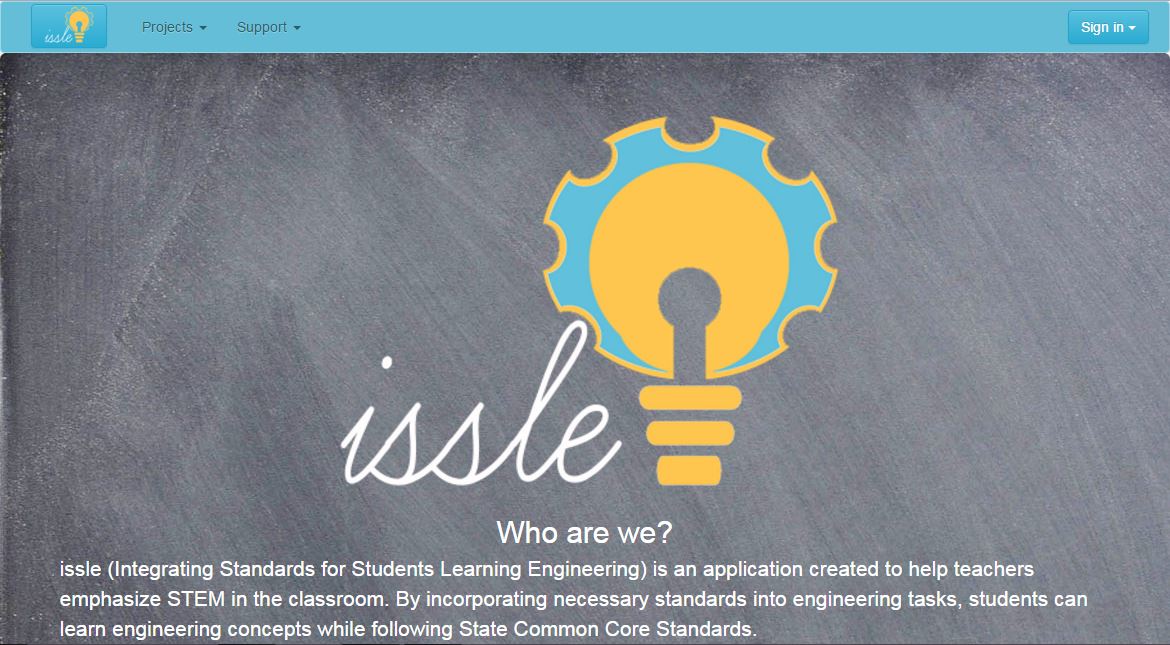 issle
Projects
Support
Sign in
issle
Who are we?
issle (Integrating Standards for Students Learning Engineering) is an application created to help teachers
emphasize STEM in the classroom. By incorporating necessary standards into engineering tasks, students can
learn engineering concepts while following State Common Core Standards.